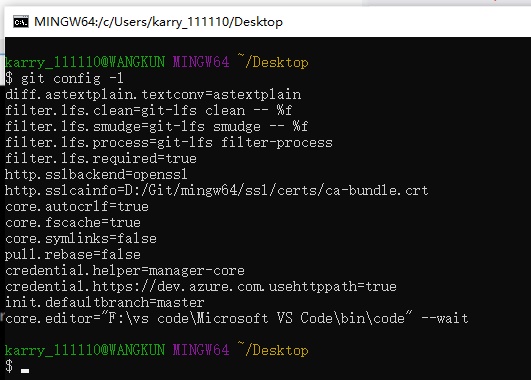 MINGW64:/c/Users/karry_111110/Desktop
karry_111110@WANGKUN MINGW64 ~/Desktop
$ git config -l
diff.astextplain.textconv=astextplain
filter.lfs.clean=git-lfs clean -- %f
filter.lfs.smudge=git-lfs smudge -- %f
filter.lfs.process=git-lfs filter-process
filter.lfs.required=true
http.sslbackend=openssl
http.sslcainfo=D:/Git/mingw64/ssl/certs/ca-bundle.crt
core.autocrlf=true
core.fscache=true
core.symlinks=false
pull.rebase=false
credential.helper=manager-core
credential.https://dev.azure.com.usehttppath=true
init.defaultbranch=master
core.editor="F:\vs code\Microsoft VS Code\bin\code" --wait
karry_111110@WANGKUN MINGW64 ~/Desktop
$